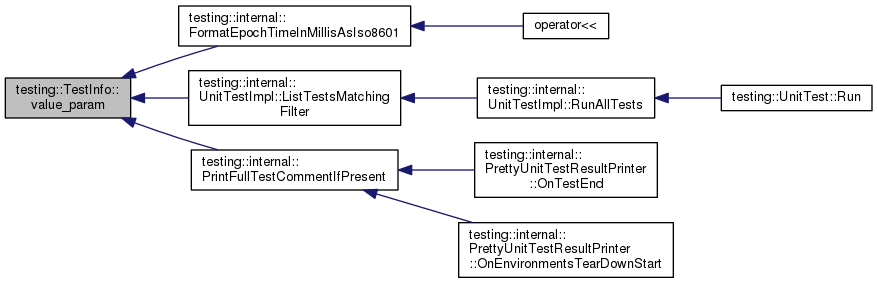 testing::TestInfo::
value_param
testing::internal::
FormatEpochTimeInMillisAsIso8601
operator<<
testing::internal::
UnitTestImpl::ListTestsMatching
Filter
testing::internal::
UnitTestImpl::RunAllTests
testing::UnitTest::Run
testing::internal::
PrintFullTestCommentIfPresent
testing::internal::
PrettyUnitTestResultPrinter
::OnTestEnd
testing::internal::
PrettyUnitTestResultPrinter
::OnEnvironmentsTearDownStart